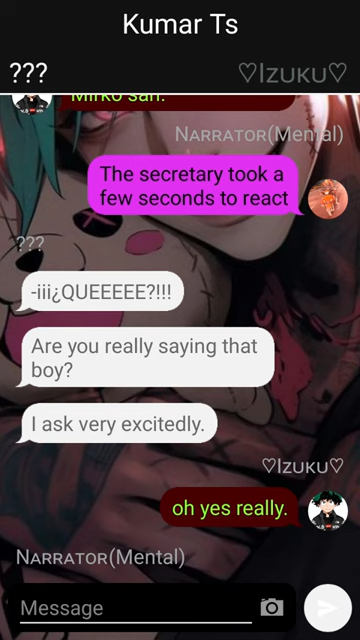 Kumar Ts
??? ♡Izuku♡
Mirko san.
Narrator(Mental)
The secretary took a
few seconds to react
???
-iii¿QUEEEEE?!!!
Are you really saying that
boy?
I ask very excitedly.
♡Izuku♡
oh yes really.
Narrator(Mental)
Message